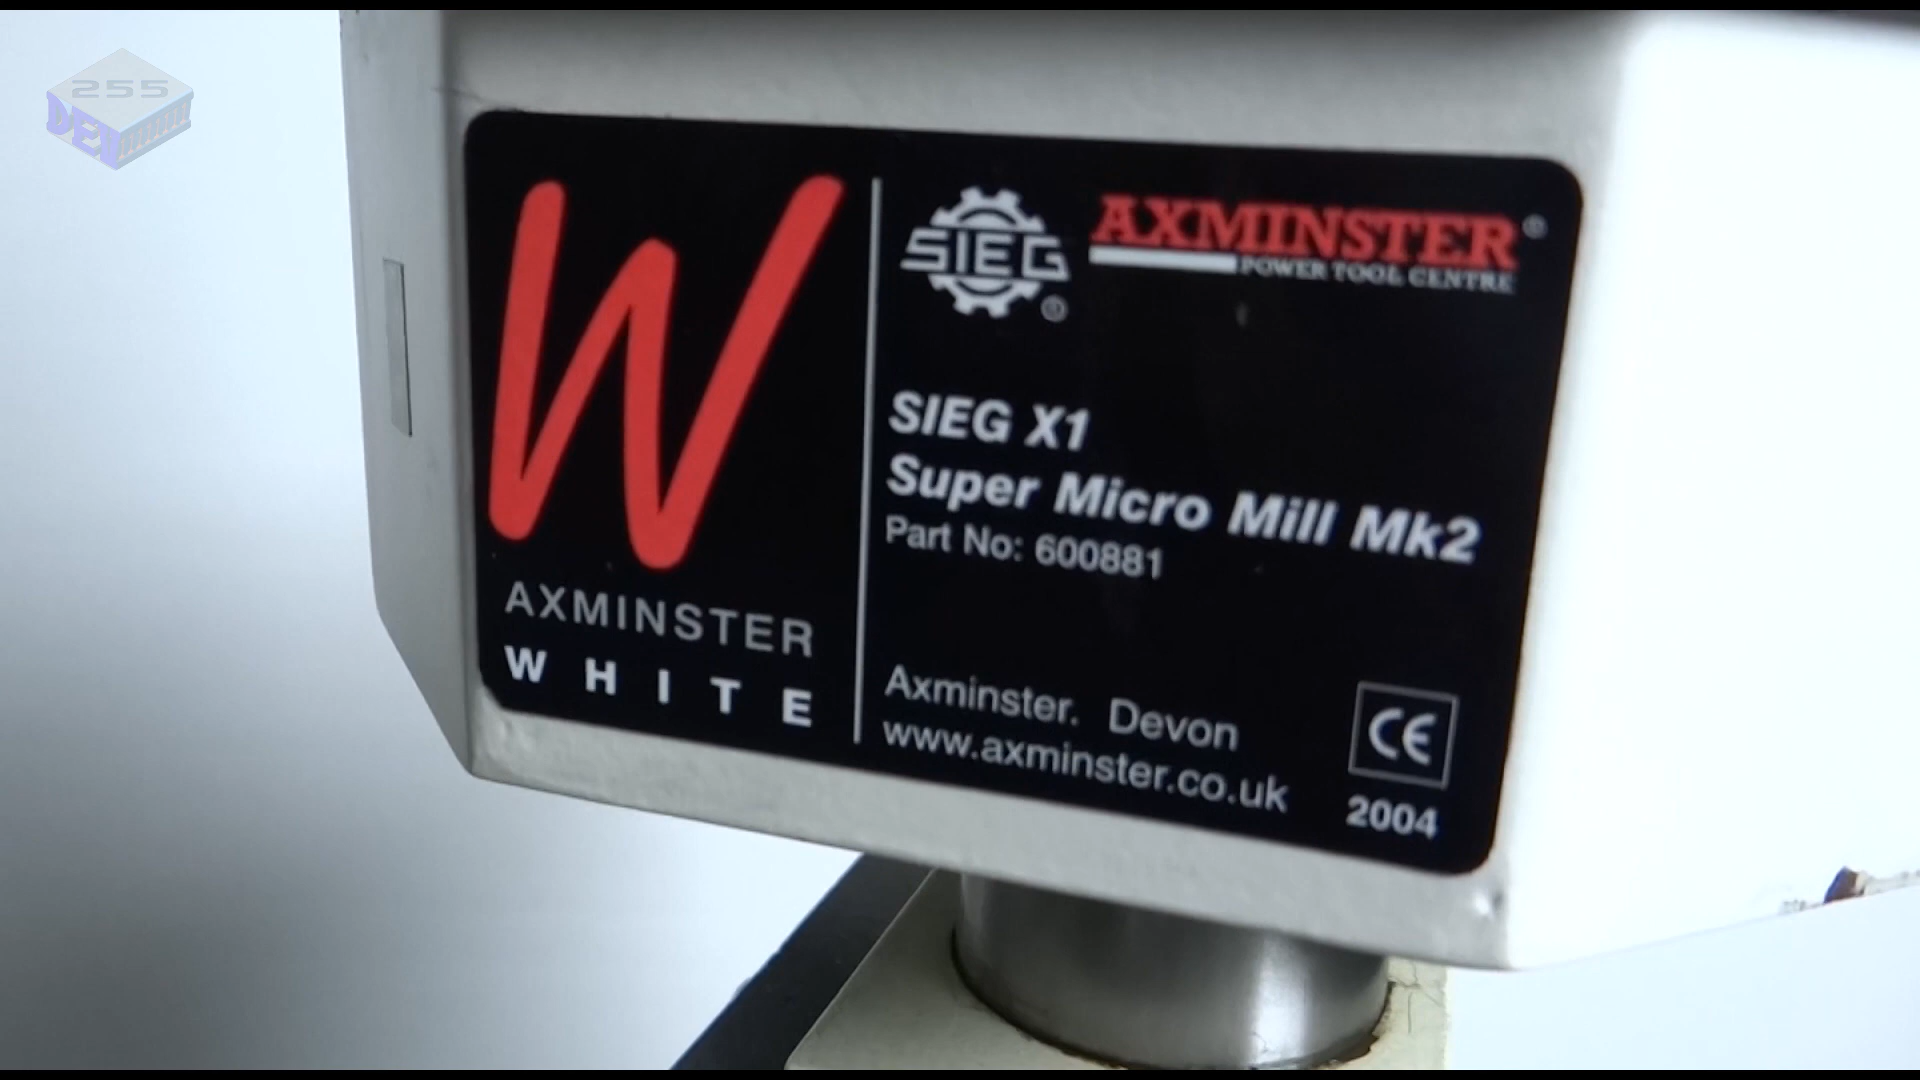 255
DEV
W
AXMINSTER
WHITE
SIEG®
AXMINSTER®
POWER TOOL CENTRE
SIEG X1
Super Micro Mill Mk2
Part No: 600881
Axminster. Devon
www.axminster.co.uk
CE
2004